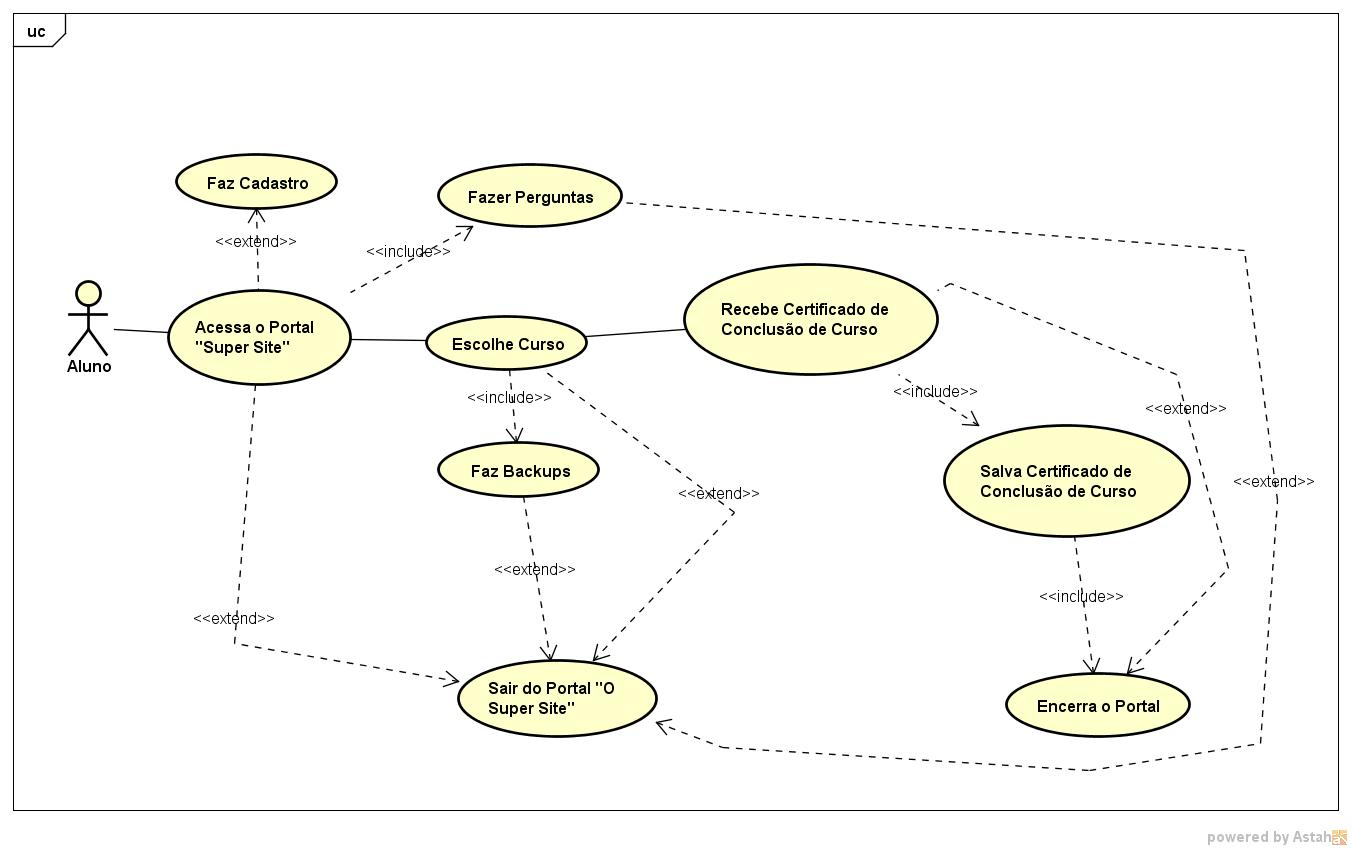 uc
Faz Cadastro
Fazer Perguntas
<<extend>>
<<include>>
Recebe Certificado de
Conclusão de Curso
Acessa o Portal
"Super Site"
Escolhe Curso
Aluno
<<include>>
<<include>>
<<extend>>
Faz Backups
Salva Certificado de
Conclusão de Curso
<<extend>>
<<extend>>
<<extend>>
<<include>>
<<extend>>
Sair do Portal "O
Super Site"
Encerra o Portal
powered by Astah